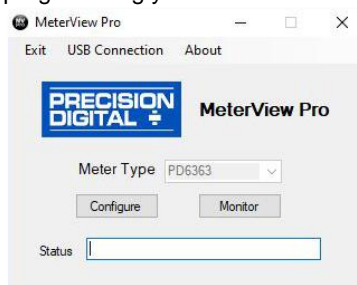 MeterView Pro
Exit USB Connection About
PRECISION
DIGITAL
MeterView Pro
Meter Type PD6363
Configure Monitor
Status